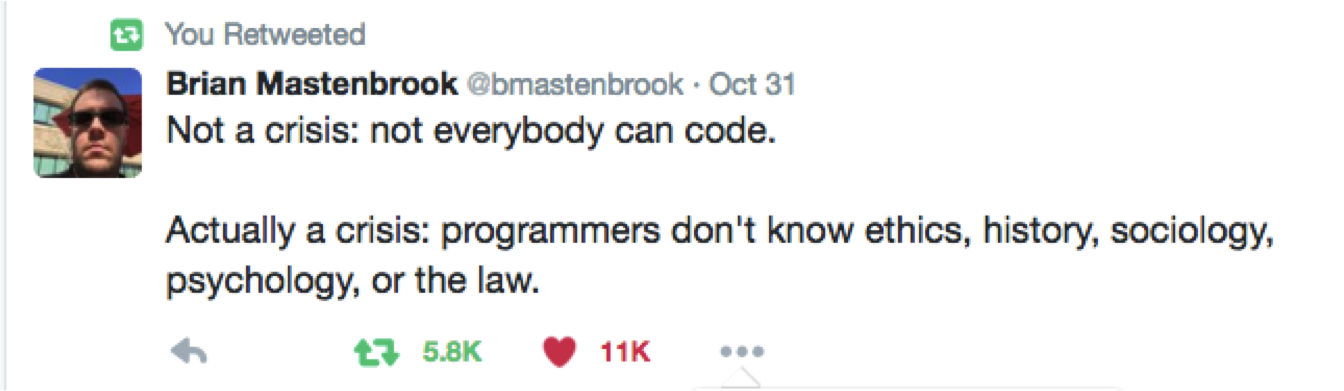 You Retweeted
Brian Mastenbrook @bmastenbrook · Oct 31
Not a crisis: not everybody can code.
Actually a crisis: programmers don't know ethics, history, sociology,
psychology, or the law.
5.8K 11K